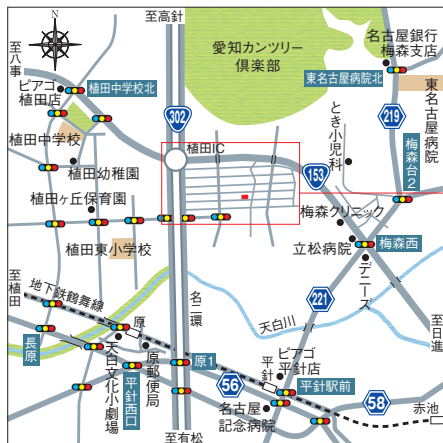 至高針
至八事
愛知カンツリー
倶楽部
名古屋銀行
梅森支店
ピアゴ
植田店
植田中学校北
東名古屋病院北
東名古屋病院
302
219
植田中学校
植田IC
とき小児科
梅森台2
植田幼稚園
153
植田ヶ丘保育園
梅森クリニック
植田東小学校
立松病院
梅森西
デニーズ
至植田
地下鉄鶴舞線
名二環
221
天白川
至日進
長原
原
天白文化小劇場
原郵便局
平針西口
原1
56
平針
ピアゴ
平針店
平針駅前
58
名古屋
記念病院
赤池
至有松